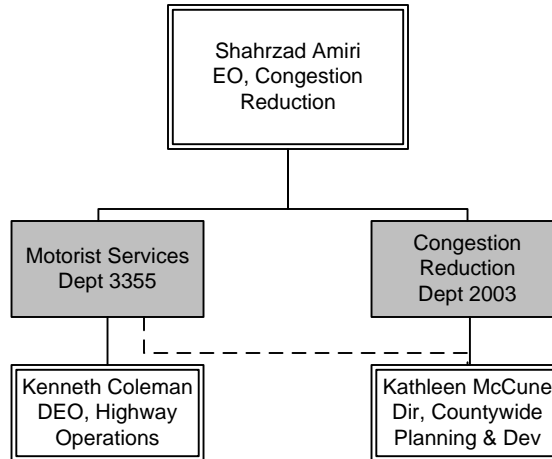 Shahrzad Amiri
EO, Congestion
Reduction
Motorist Services
Dept 3355
Congestion
Reduction
Dept 2003
Kenneth Coleman
DEO, Highway
Operations
Kathleen McCune
Dir, Countywide
Planning & Dev